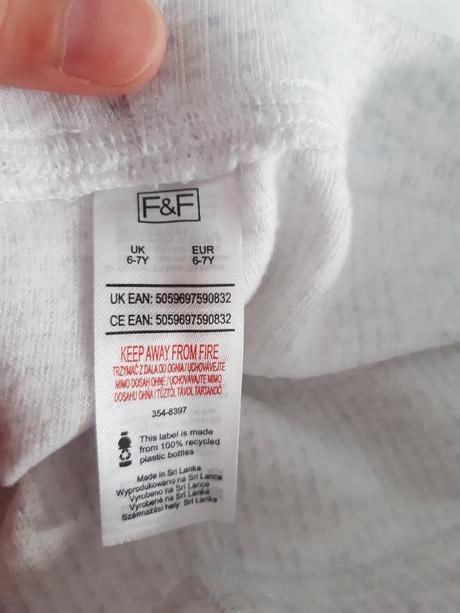 F&F
UK EUR
6-7Y 6-7Y
UK EAN: 5059697590832
CE EAN: 5059697590832
KEEP AWAY FROM FIRE
TRZYMAĆ Z DALA OD OGNIA / UCHOVÁVEJTE
MIMO DOSAH OHNĚ / UCHOVÁVAJTE MIMO
DOSAHU OHŇA / TŰZTŐL TÁVOL TARTANDÓ
354-8397
This label is made
from 100% recycled
plastic bottles
Made in Sri Lanka
Wyprodukowano na Sri Lance
Vyrobeno na Srí Lance
Vyrobené na Srí Lanke
Származási hely: Srí Lanka